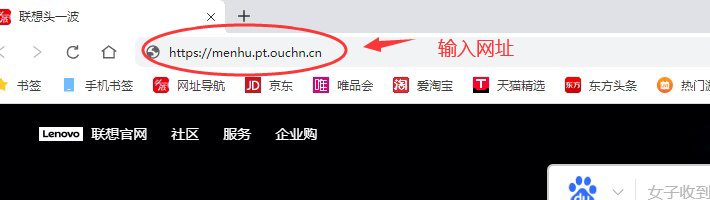 联想头一波
https://menhu.pt.ouchn.cn
输入网址
书签 手机书签 网址导航 JD 京东 唯 唯品会 淘 爱淘宝 T 天猫精选 东方 东方头条 热门游
Lenovo 联想官网 社区 服务 企业购
du 女子收到